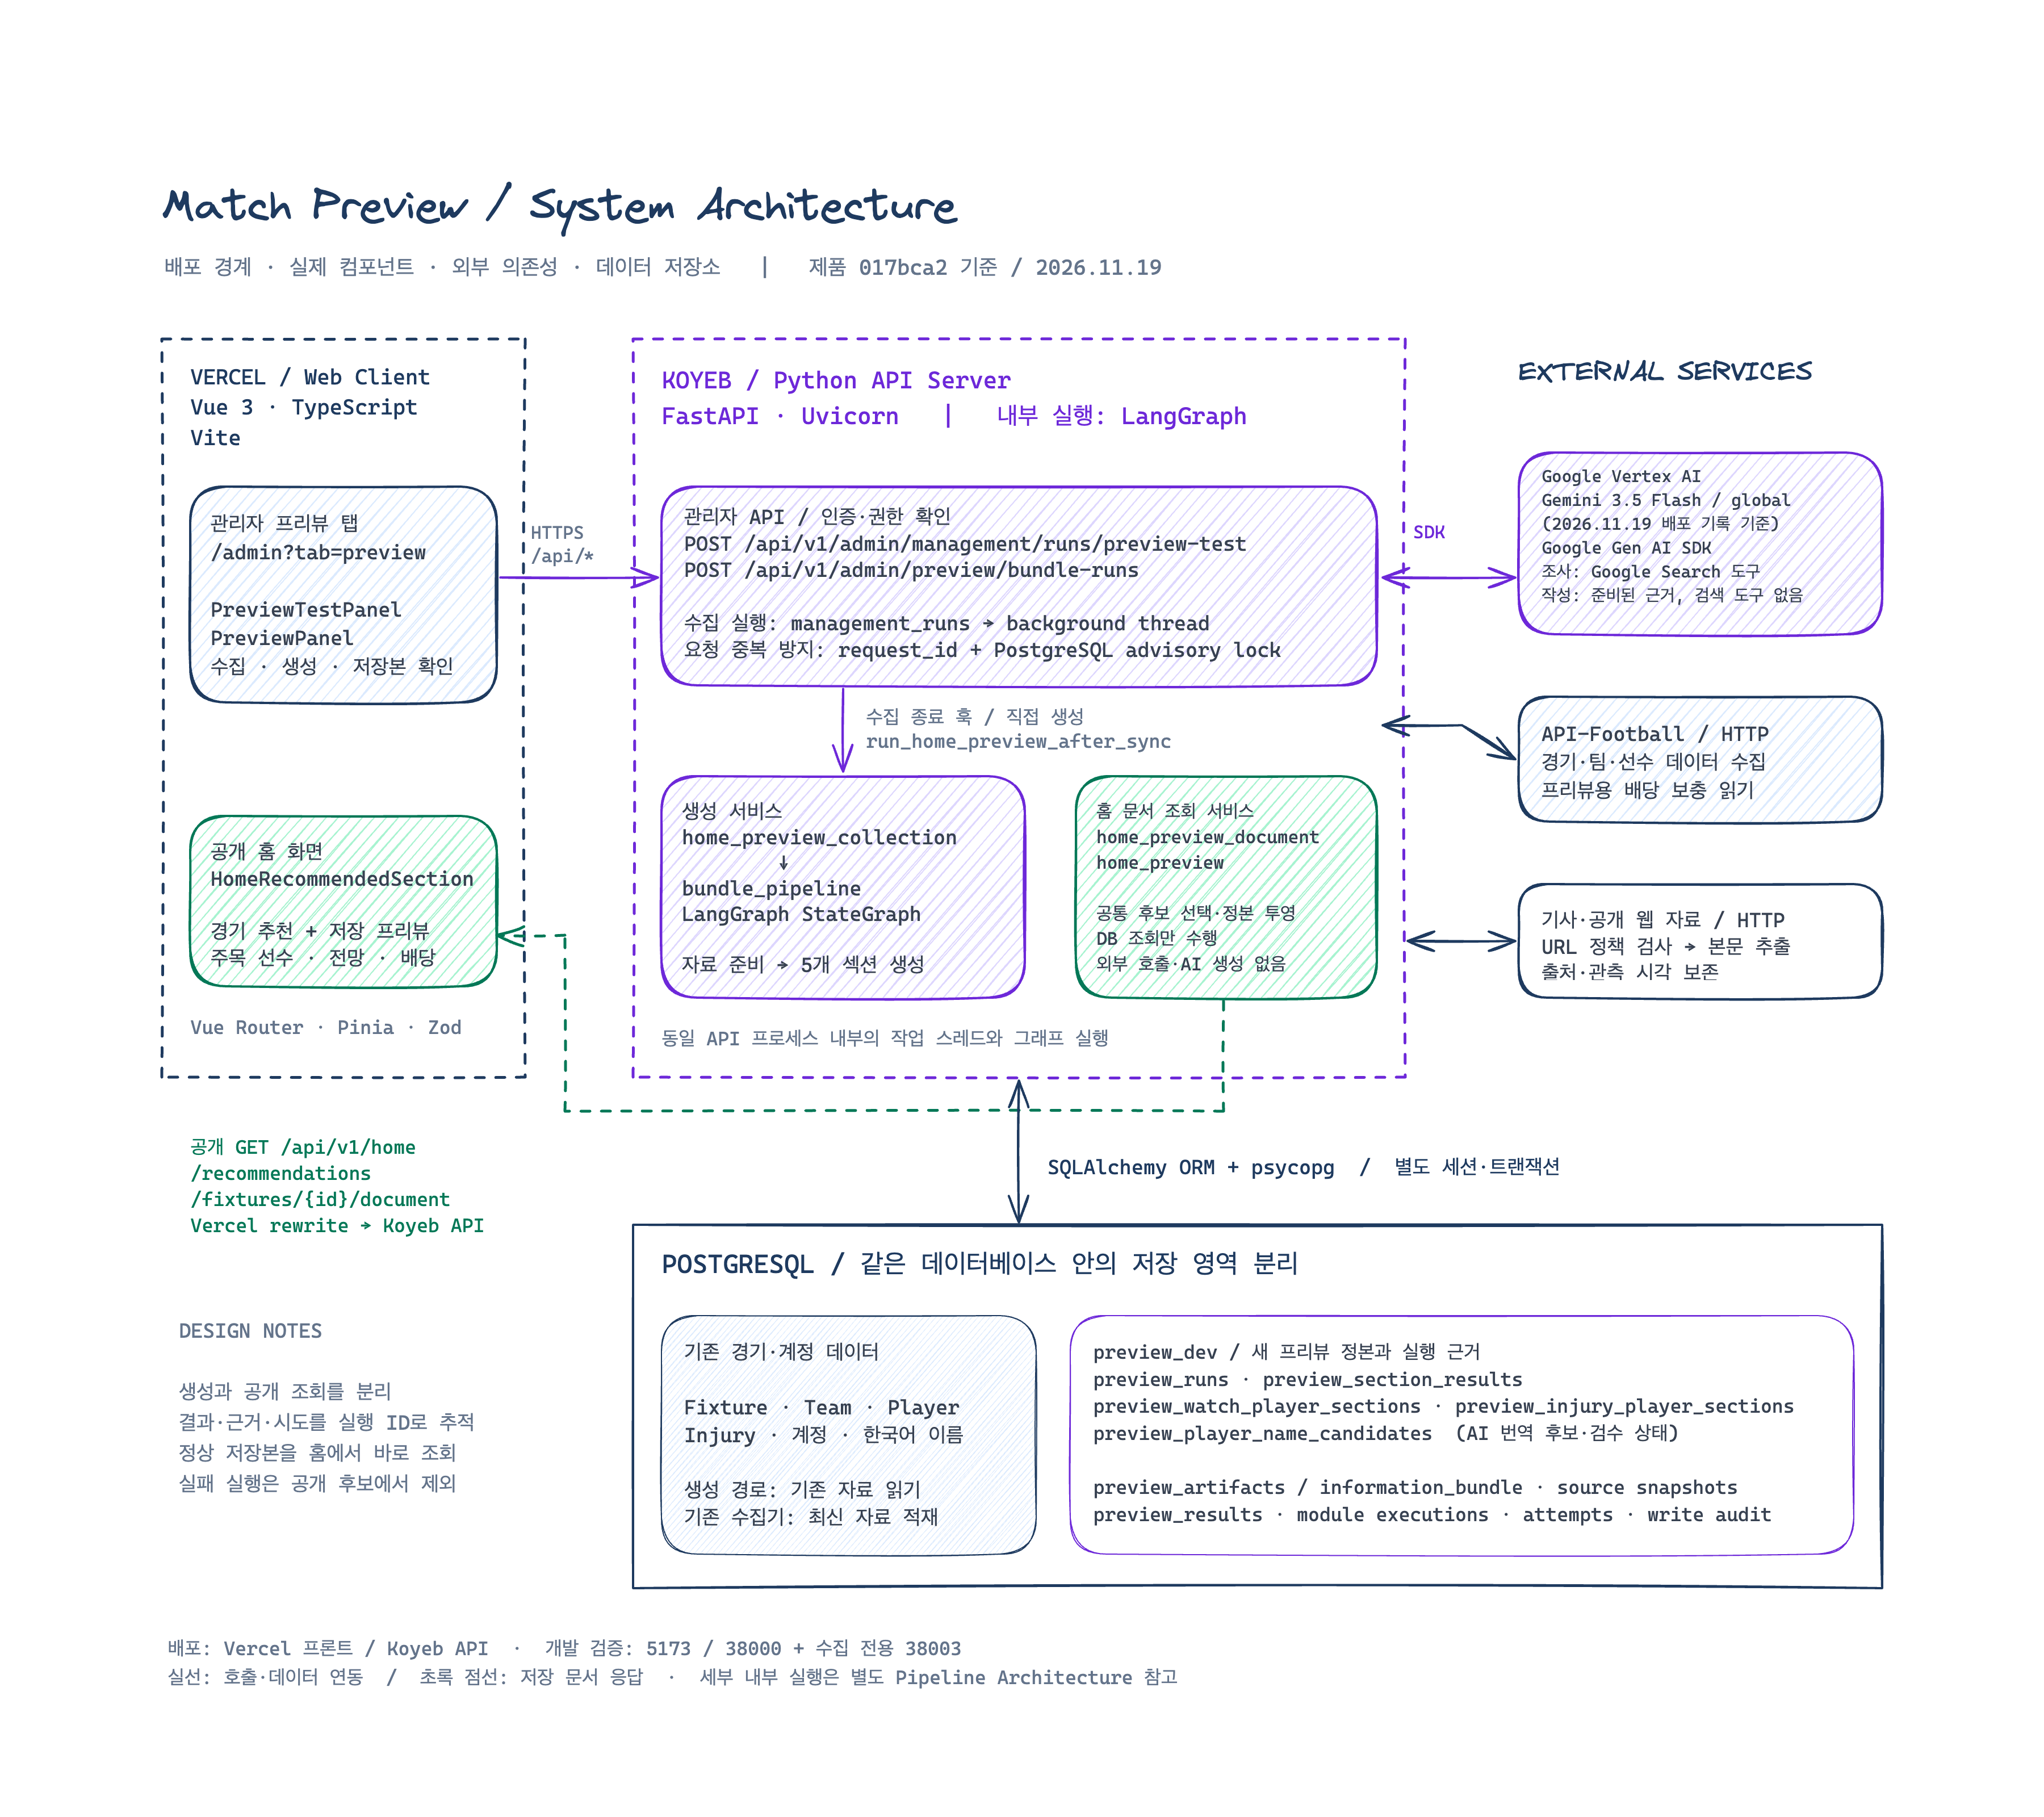 Match Preview / System Architecture
배포 경계 · 실제 컴포넌트 · 외부 의존성 · 데이터 저장소 | 제품 017bca2 기준 / 2026.11.19
VERCEL / Web Client
Vue 3 · TypeScript
Vite
관리자 프리뷰 탭
/admin?tab=preview
PreviewTestPanel
PreviewPanel
수집 · 생성 · 저장본 확인
공개 홈 화면
HomeRecommendedSection
경기 추천 + 저장 프리뷰
주목 선수 · 전망 · 배당
Vue Router · Pinia · Zod
HTTPS
/api/*
KOYEB / Python API Server
FastAPI · Uvicorn | 내부 실행: LangGraph
관리자 API / 인증·권한 확인
POST /api/v1/admin/management/runs/preview-test
POST /api/v1/admin/preview/bundle-runs
수집 실행: management_runs → background thread
요청 중복 방지: request_id + PostgreSQL advisory lock
수집 종료 훅 / 직접 생성
run_home_preview_after_sync
생성 서비스
home_preview_collection
↓
bundle_pipeline
LangGraph StateGraph
자료 준비 → 5개 섹션 생성
홈 문서 조회 서비스
home_preview_document
home_preview
공통 후보 선택·정본 투영
DB 조회만 수행
외부 호출·AI 생성 없음
동일 API 프로세스 내부의 작업 스레드와 그래프 실행
SDK
EXTERNAL SERVICES
Google Vertex AI
Gemini 3.5 Flash / global
(2026.11.19 배포 기록 기준)
Google Gen AI SDK
조사: Google Search 도구
작성: 준비된 근거, 검색 도구 없음
API-Football / HTTP
경기·팀·선수 데이터 수집
프리뷰용 배당 보충 읽기
기사·공개 웹 자료 / HTTP
URL 정책 검사 → 본문 추출
출처·관측 시각 보존
공개 GET /api/v1/home
/recommendations
/fixtures/{id}/document
Vercel rewrite → Koyeb API
SQLAlchemy ORM + psycopg / 별도 세션·트랜잭션
POSTGRESQL / 같은 데이터베이스 안의 저장 영역 분리
기존 경기·계정 데이터
Fixture · Team · Player
Injury · 계정 · 한국어 이름
생성 경로: 기존 자료 읽기
기존 수집기: 최신 자료 적재
preview_dev / 새 프리뷰 정본과 실행 근거
preview_runs · preview_section_results
preview_watch_player_sections · preview_injury_player_sections
preview_player_name_candidates (AI 번역 후보·검수 상태)
preview_artifacts / information_bundle · source snapshots
preview_results · module executions · attempts · write audit
DESIGN NOTES
생성과 공개 조회를 분리
결과·근거·시도를 실행 ID로 추적
정상 저장본을 홈에서 바로 조회
실패 실행은 공개 후보에서 제외
배포: Vercel 프론트 / Koyeb API · 개발 검증: 5173 / 38000 + 수집 전용 38003
실선: 호출·데이터 연동 / 초록 점선: 저장 문서 응답 · 세부 내부 실행은 별도 Pipeline Architecture 참고